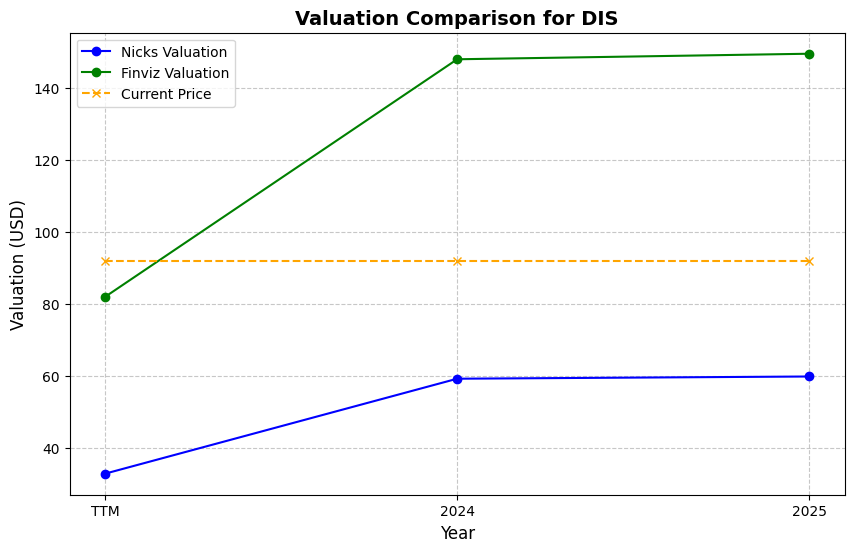 Valuation Comparison for DIS
Nicks Valuation
Finviz Valuation
Current Price
Valuation (USD)
140
120
100
80
60
40
TTM
2024
2025
Year